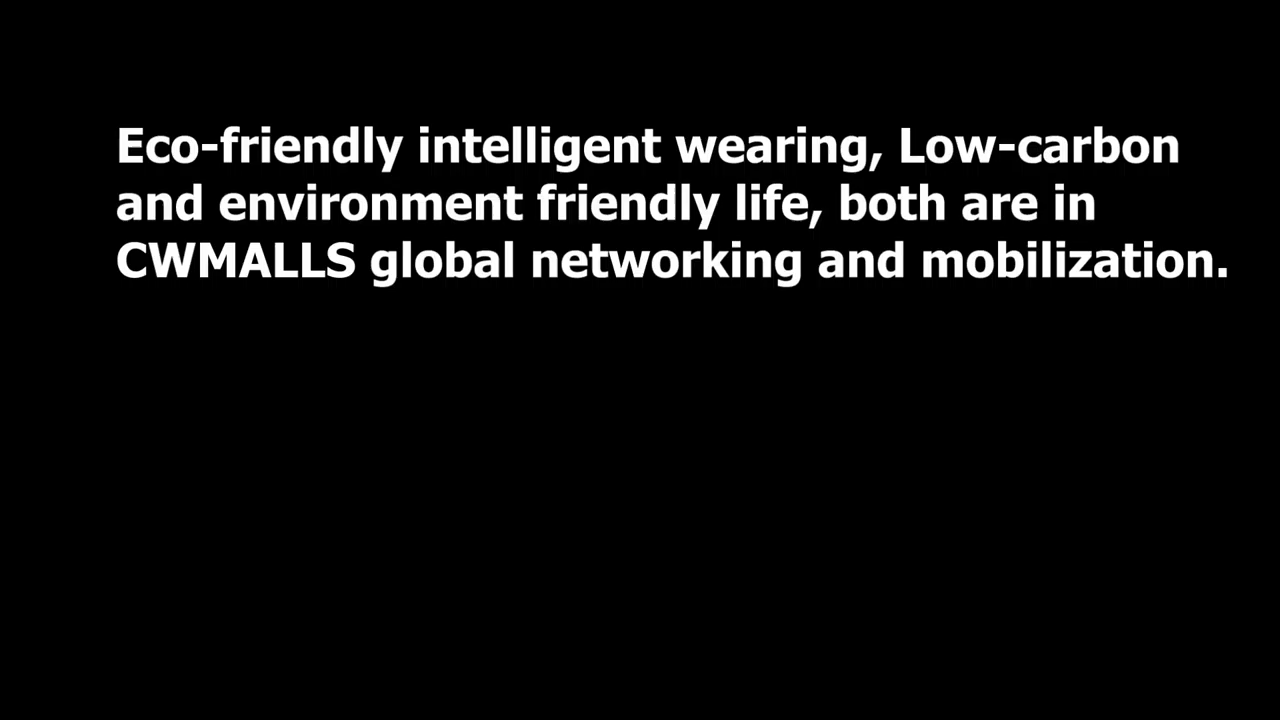 Eco-friendly intelligent wearing, Low-carbon
and environment friendly life, both are in
CWMALLS global networking and mobilization.